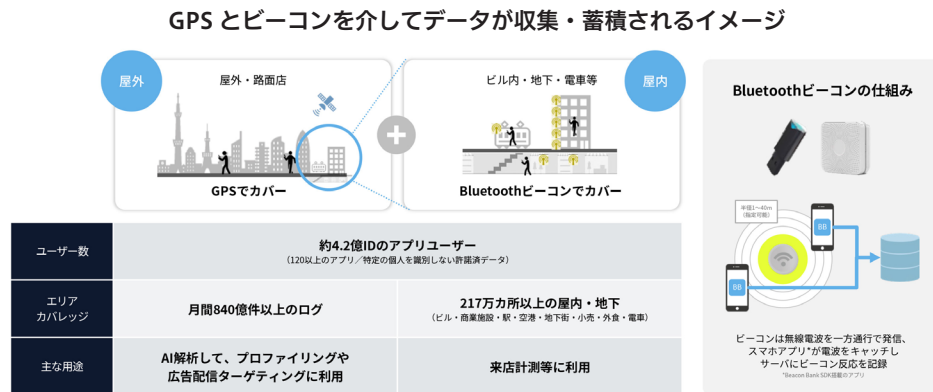 GPS とビーコンを介してデータが収集・蓄積されるイメージ
屋外
屋外・路面店
GPSでカバー
ビル内・地下・電車等
屋内
Bluetoothビーコンでカバー
ユーザー数
約4.2億IDのアプリユーザー
（120以上のアプリ／特定の個人を識別しない許諾済データ）
エリア
カバレッジ
月間840億件以上のログ
217万カ所以上の屋内・地下
（ビル・商業施設・駅・空港・地下街・小売・外食・電車）
主な用途
AI解析して、プロファイリングや
広告配信ターゲティングに利用
来店計測等に利用
Bluetoothビーコンの仕組み
半径1〜40m
（指定可能）
BB
BB
ビーコンは無線電波を一方通行で発信、
スマホアプリ*が電波をキャッチし
サーバにビーコン反応を記録
*Beacon Bank SDK搭載のアプリ